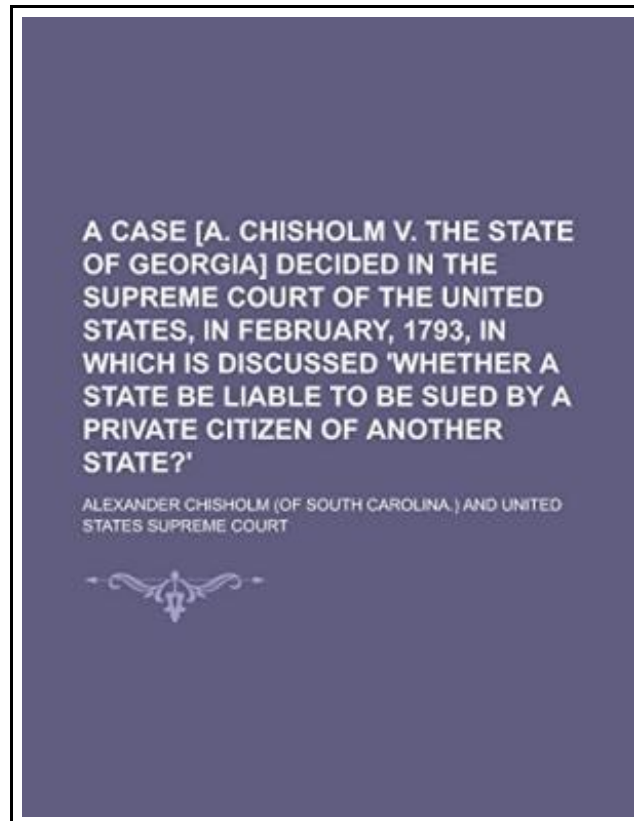 A CASE [A. CHISHOLM V. THE STATE
OF GEORGIA] DECIDED IN THE
SUPREME COURT OF THE UNITED
STATES, IN FEBRUARY, 1793, IN
WHICH IS DISCUSSED 'WHETHER A
STATE BE LIABLE TO BE SUED BY A
PRIVATE CITIZEN OF ANOTHER
STATE?'
ALEXANDER CHISHOLM (OF SOUTH CAROLINA.) AND UNITED
STATES SUPREME COURT